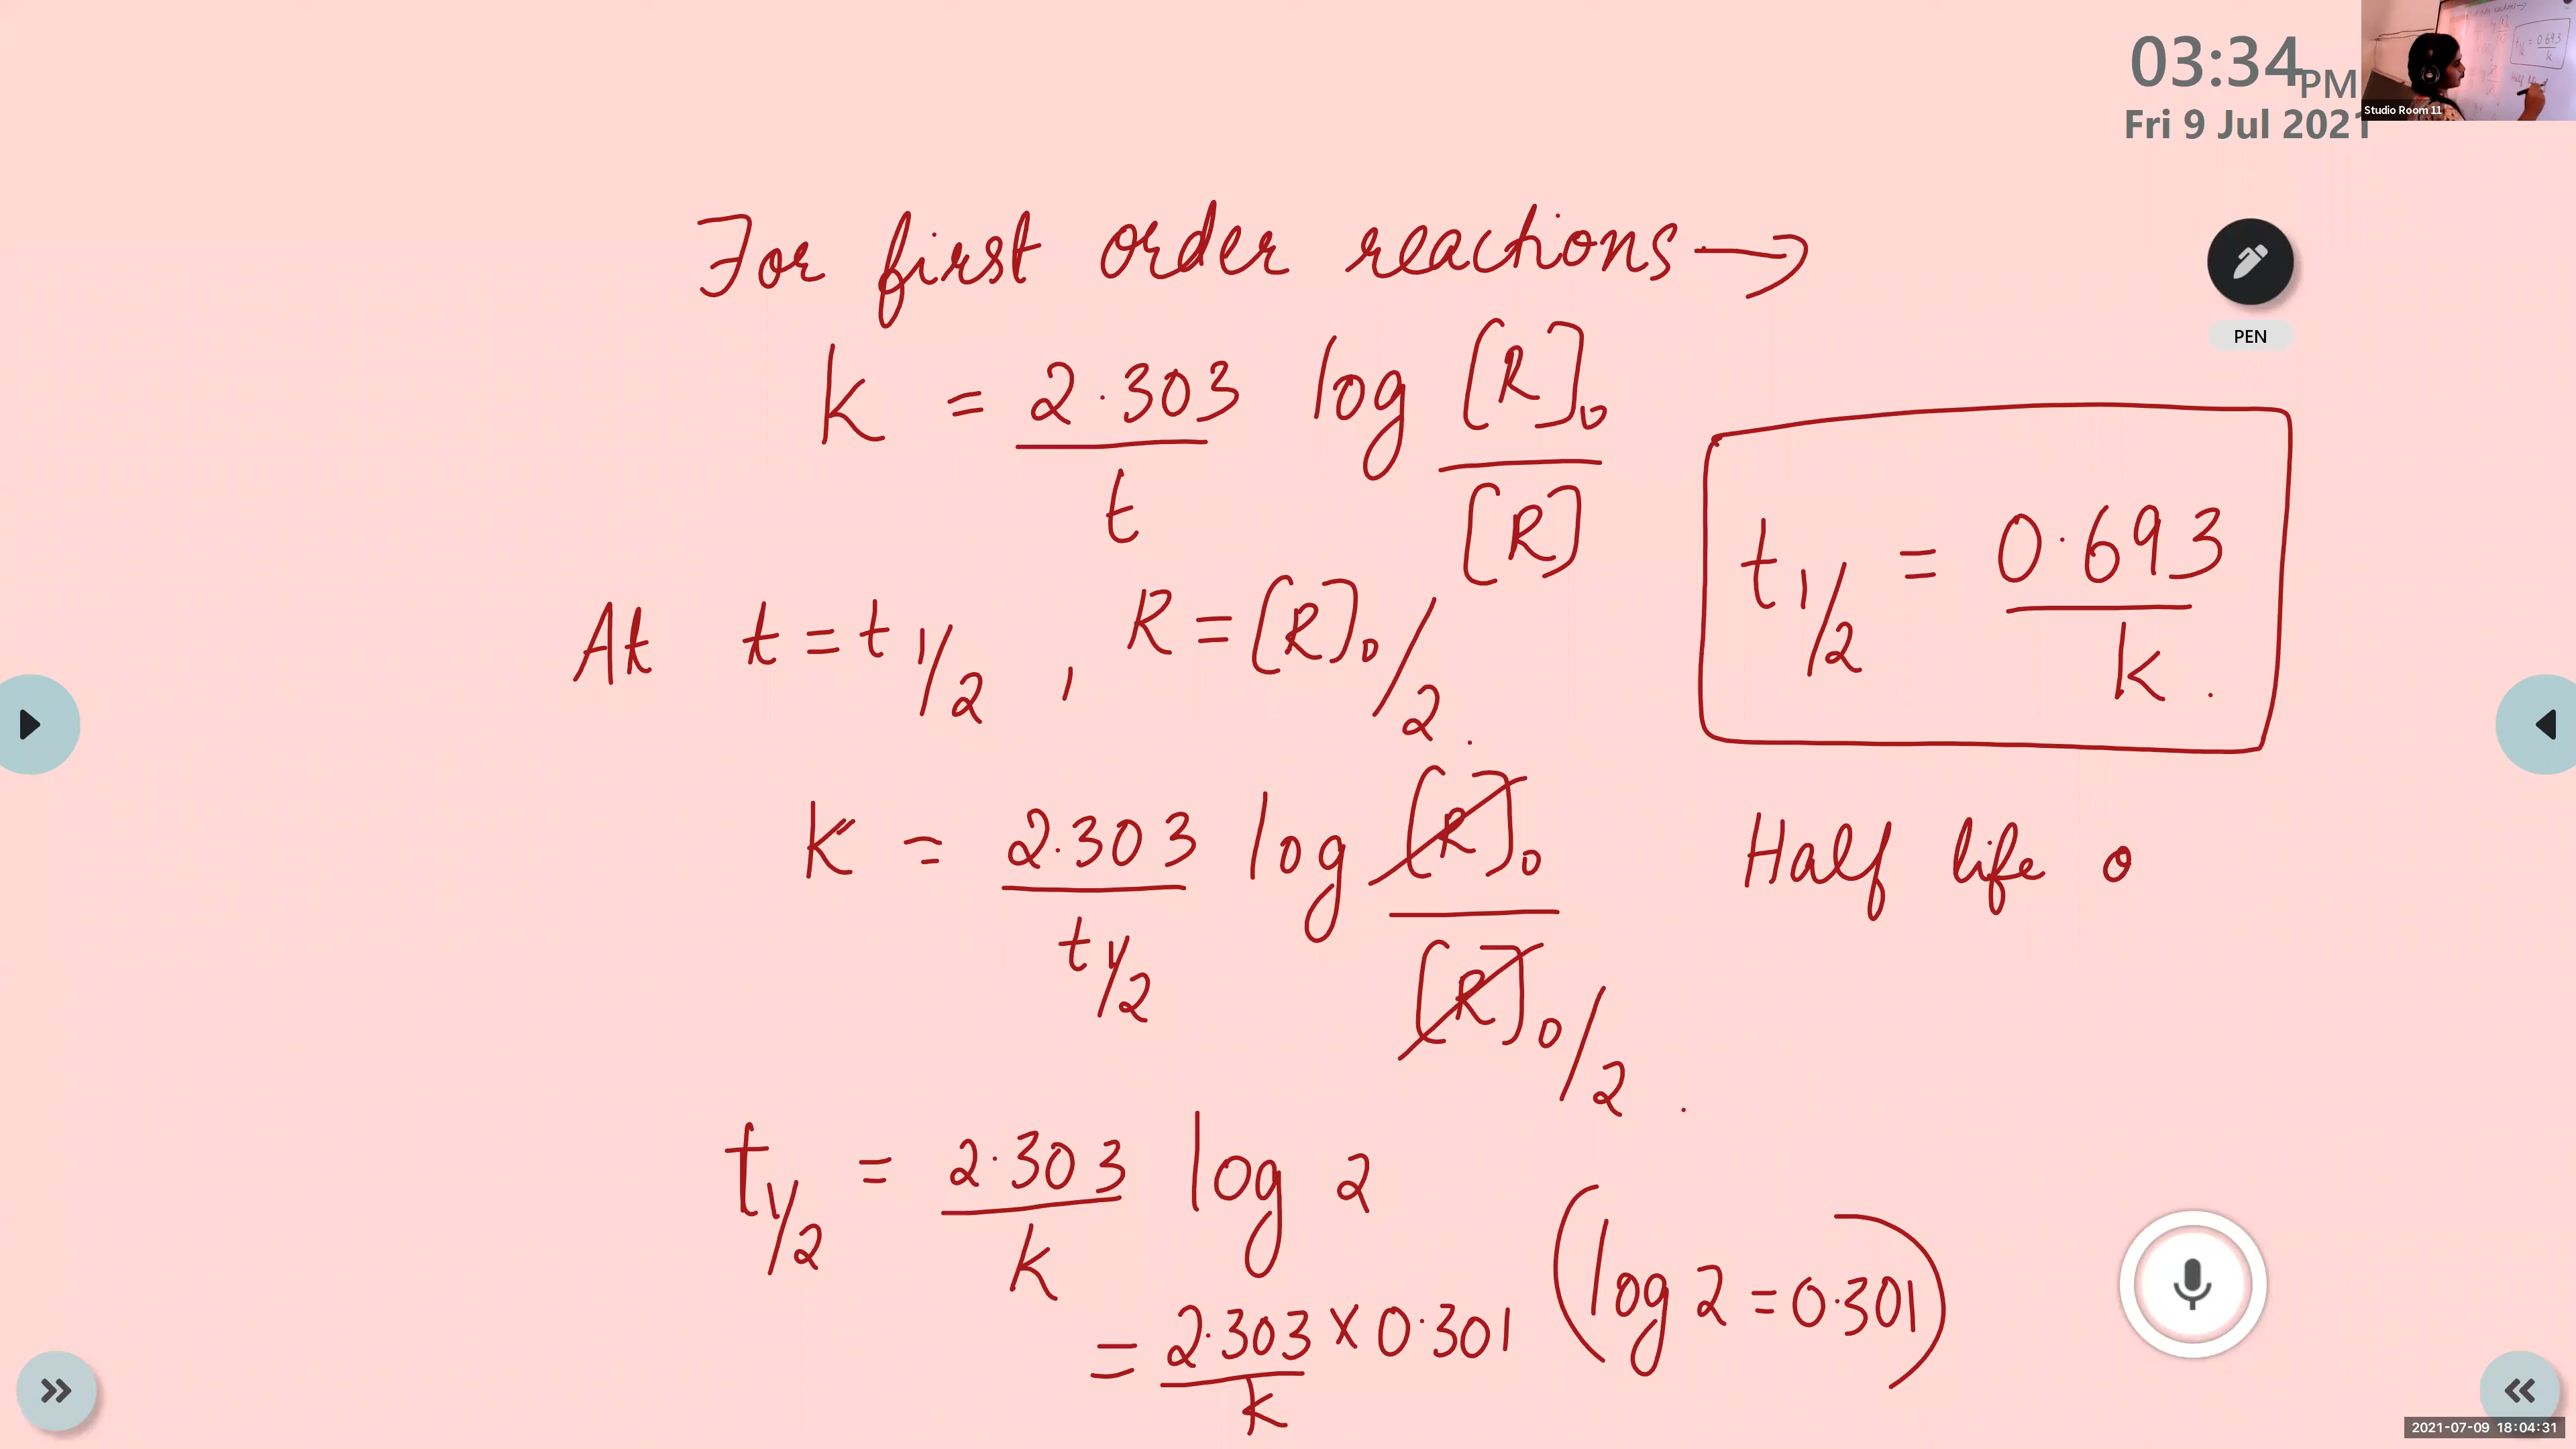 03:34 PM
Fri 9 Jul 2021
Studio Room 11
PEN
For first order reactions →
k = 2.303/t log [R]₀/[R]
At t = t1/2 , R = [R]₀/2.
k = 2.303/t1/2 log [R]₀/[R]₀/2 .
t1/2 = 2.303/k log 2
= 2.303/k × 0.301 (log 2 = 0.301)
t1/2 = 0.693/k .
Half life o
2021-07-09 18:04:31